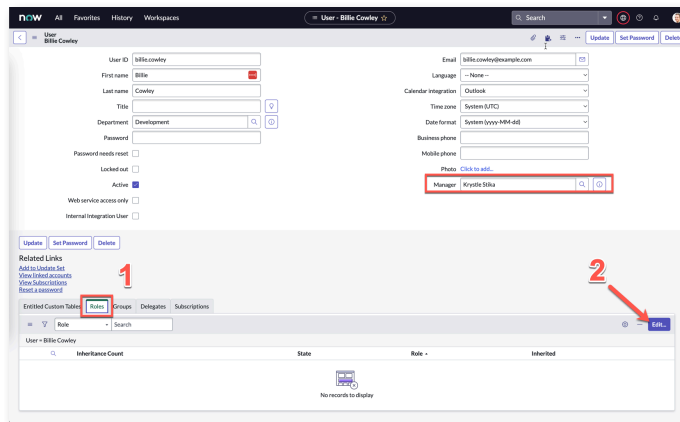 now All Favorites History Workspaces User - Billie Cowley ☆ Search
User
Billie Cowley
Update Set Password Delete
User ID billie.cowley
First name Billie
Last name Cowley
Title
Department Development
Password
Password needs reset
Locked out
Active
Web service access only
Internal Integration User
Email billie.cowley@example.com
Language -- None --
Calendar integration Outlook
Time zone System (UTC)
Date format System (yyyy-MM-dd)
Business phone
Mobile phone
Photo Click to add...
Manager Krystle Stika
Update Set Password Delete
Related Links
Add to Update Set
View linked accounts
View Subscriptions
Reset a password
1
2
Entitled Custom Tables Roles Groups Delegates Subscriptions
Role Search Edit...
User = Billie Cowley
Inheritance Count State Role Inherited
No records to display